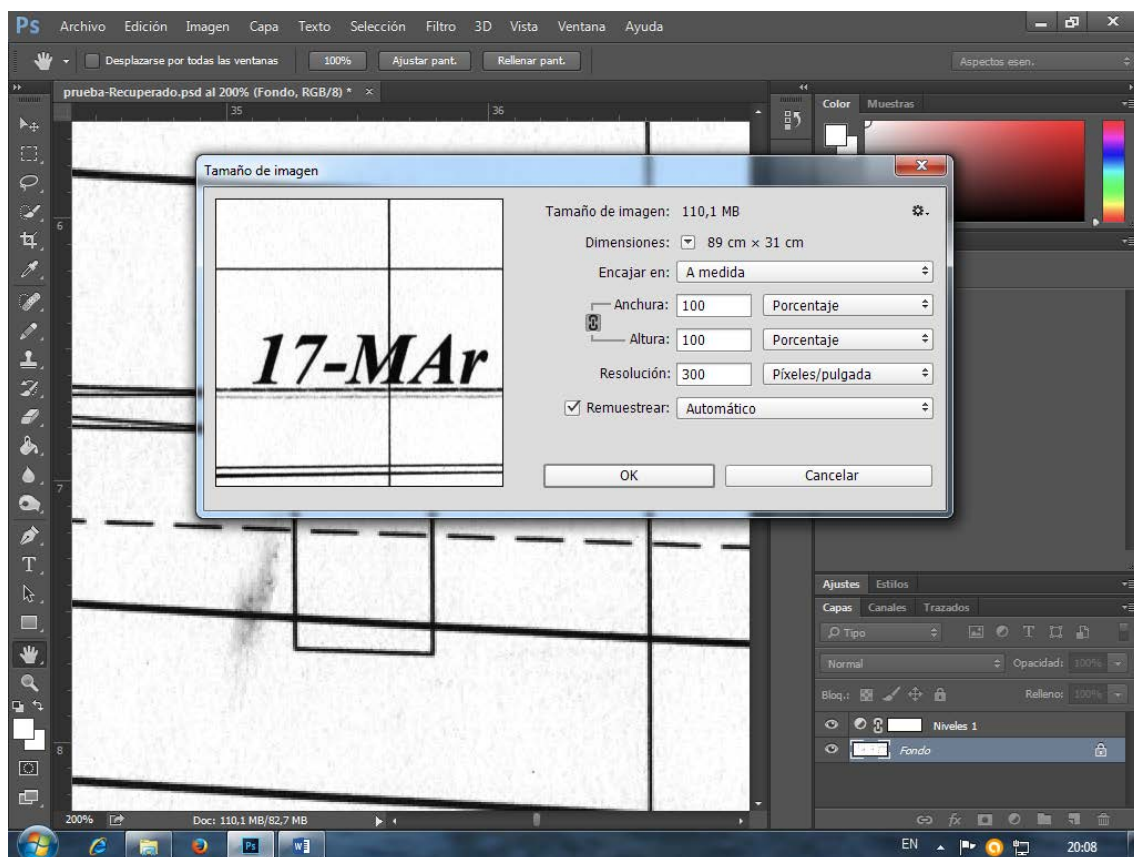 Ps Archivo Edición Imagen Capa Texto Selección Filtro 3D Vista Ventana Ayuda
Desplazarse por todas las ventanas 100% Ajustar pant. Rellenar pant. Aspectos esen.
prueba-Recuperado.psd al 200% (Fondo, RGB/8) * ×
35 36
Color Muestras
Tamaño de imagen
Tamaño de imagen: 110,1 MB
Dimensiones: 89 cm × 31 cm
Encajar en: A medida
Anchura: 100 Porcentaje
Altura: 100 Porcentaje
Resolución: 300 Píxeles/pulgada
Remuestrear: Automático
OK Cancelar
17-MAr
6
7
8
Ajustes Estilos
Capas Canales Trazados
Tipo
Normal Opacidad: 100%
Bloq.: Relleno: 100%
Niveles 1
Fondo
fx
200% Doc: 110,1 MB/82,7 MB
Ps W EN 20:08